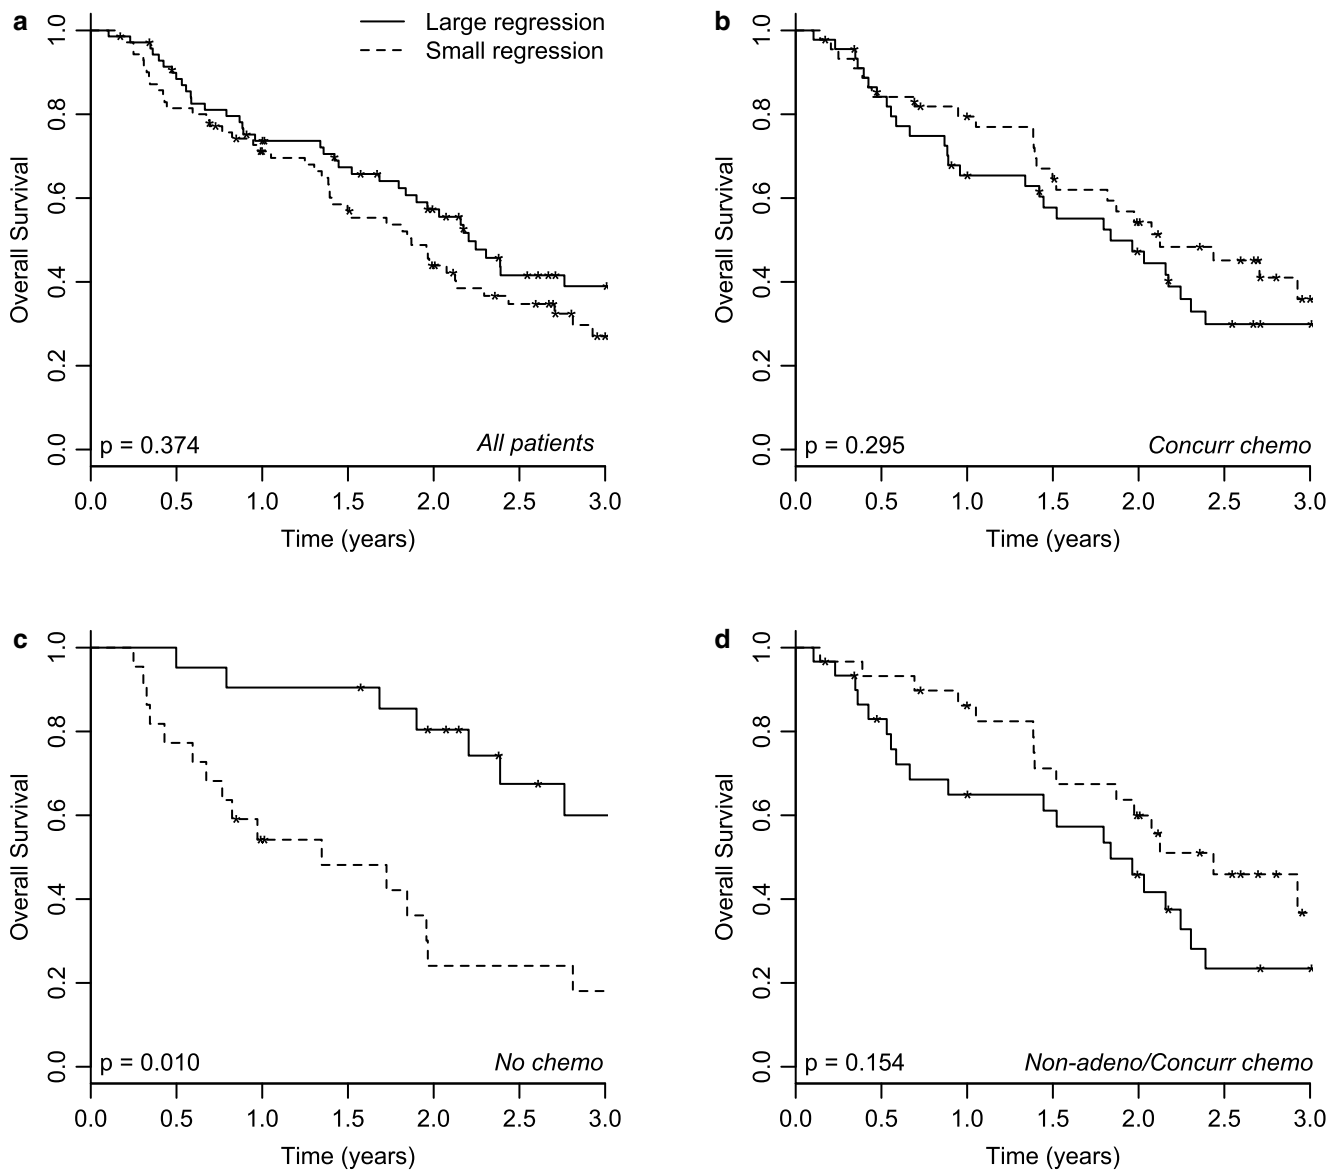 a
Large regression
Small regression
Overall Survival
1.0
0.8
0.6
0.4
0.2
0.0
p = 0.374
All patients
0.0 0.5 1.0 1.5 2.0 2.5 3.0
Time (years)
b
Overall Survival
1.0
0.8
0.6
0.4
0.2
0.0
p = 0.295
Concurr chemo
0.0 0.5 1.0 1.5 2.0 2.5 3.0
Time (years)
c
Overall Survival
1.0
0.8
0.6
0.4
0.2
0.0
p = 0.010
No chemo
0.0 0.5 1.0 1.5 2.0 2.5 3.0
Time (years)
d
Overall Survival
1.0
0.8
0.6
0.4
0.2
0.0
p = 0.154
Non-adeno/Concurr chemo
0.0 0.5 1.0 1.5 2.0 2.5 3.0
Time (years)